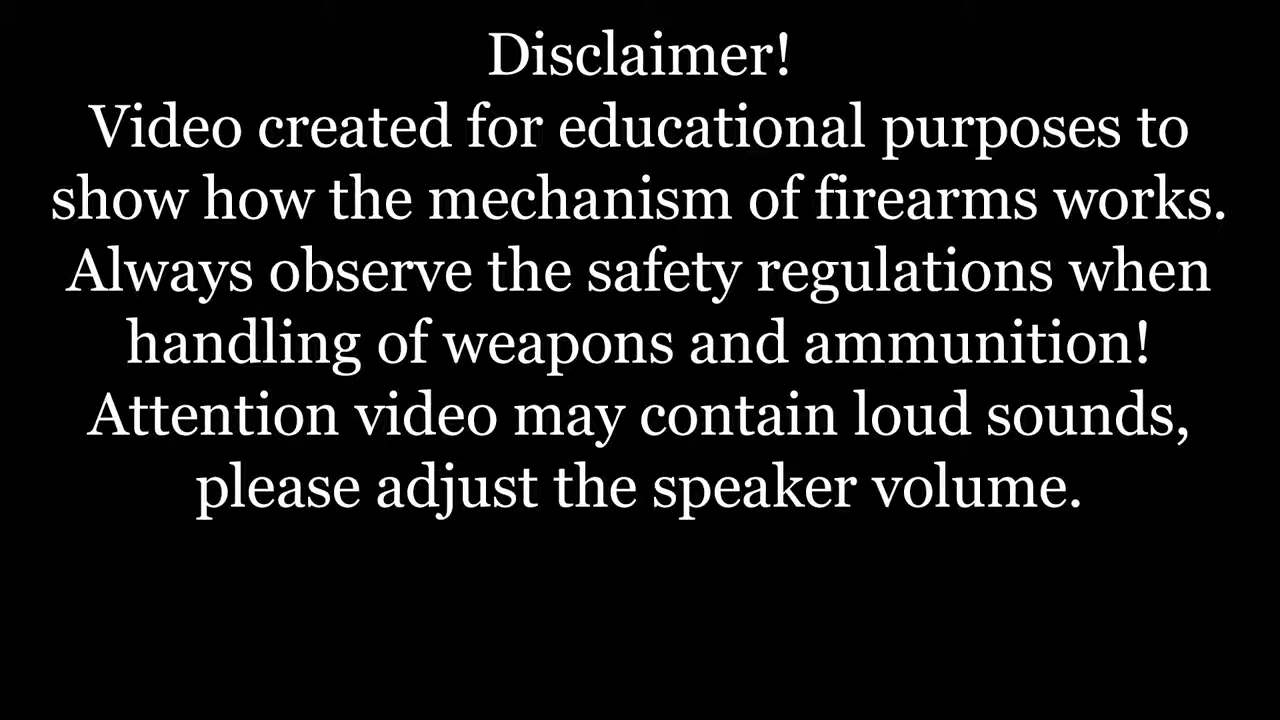 Disclaimer!
Video created for educational purposes to
show how the mechanism of firearms works.
Always observe the safety regulations when
handling of weapons and ammunition!
Attention video may contain loud sounds,
please adjust the speaker volume.